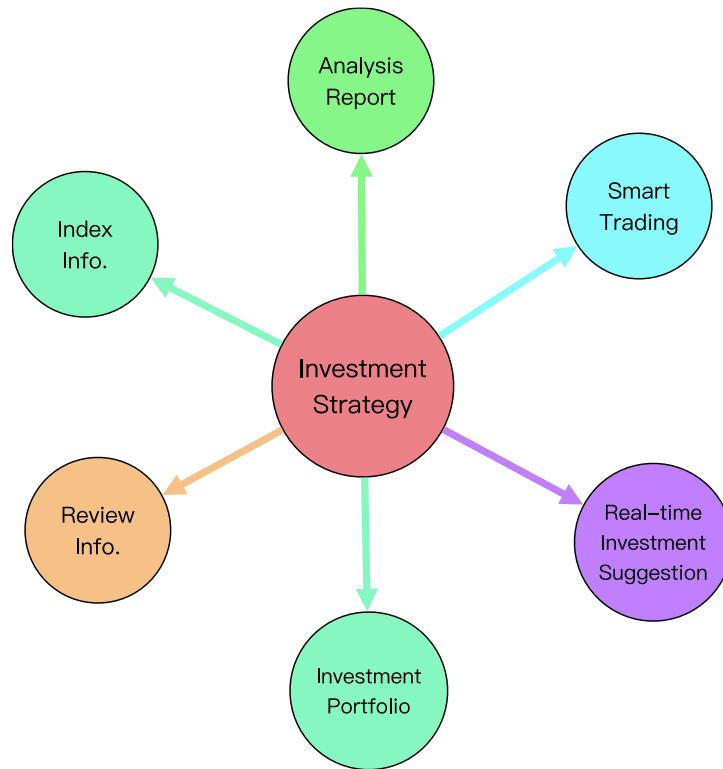 Analysis
Report
Smart
Trading
Index
Info.
Investment
Strategy
Review
Info.
Real-time
Investment
Suggestion
Investment
Portfolio